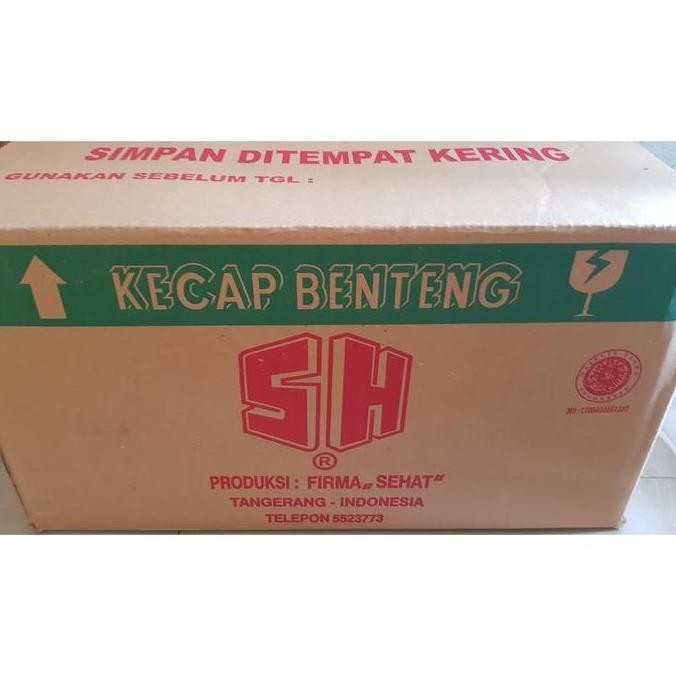 SIMPAN DITEMPAT KERING
GUNAKAN SEBELUM TGL :
KECAP BENTENG
SH
®
PRODUKSI : FIRMA „ SEHAT "
TANGERANG - INDONESIA
TELEPON 5523773